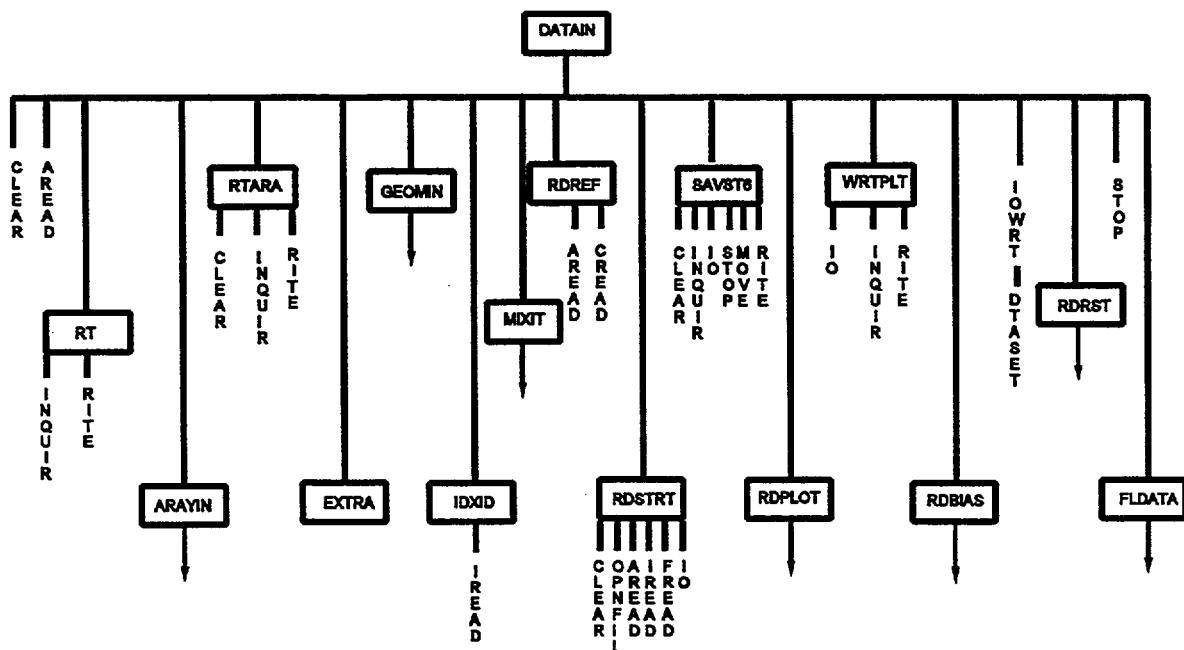 DATAIN
CLEAR
AREAD
RT
INQUIR
RITE
ARAYIN
RTARA
CLEAR
INQUIR
RITE
EXTRA
GEOMIN
IDXID
IREAD
MIXIT
RDREF
AREAD
CREAD
RDSTRT
CLEAR
OPNFIL
AREAD
IREAD
FREAD
IO
SAVST6
CLEAR
INQUIR
IO
STOP
MOVE
RITE
RDPLOT
WRTPLT
IO
INQUIR
RITE
RDBIAS
IOWRT
DTASET
RDRST
STOP
FLDATA